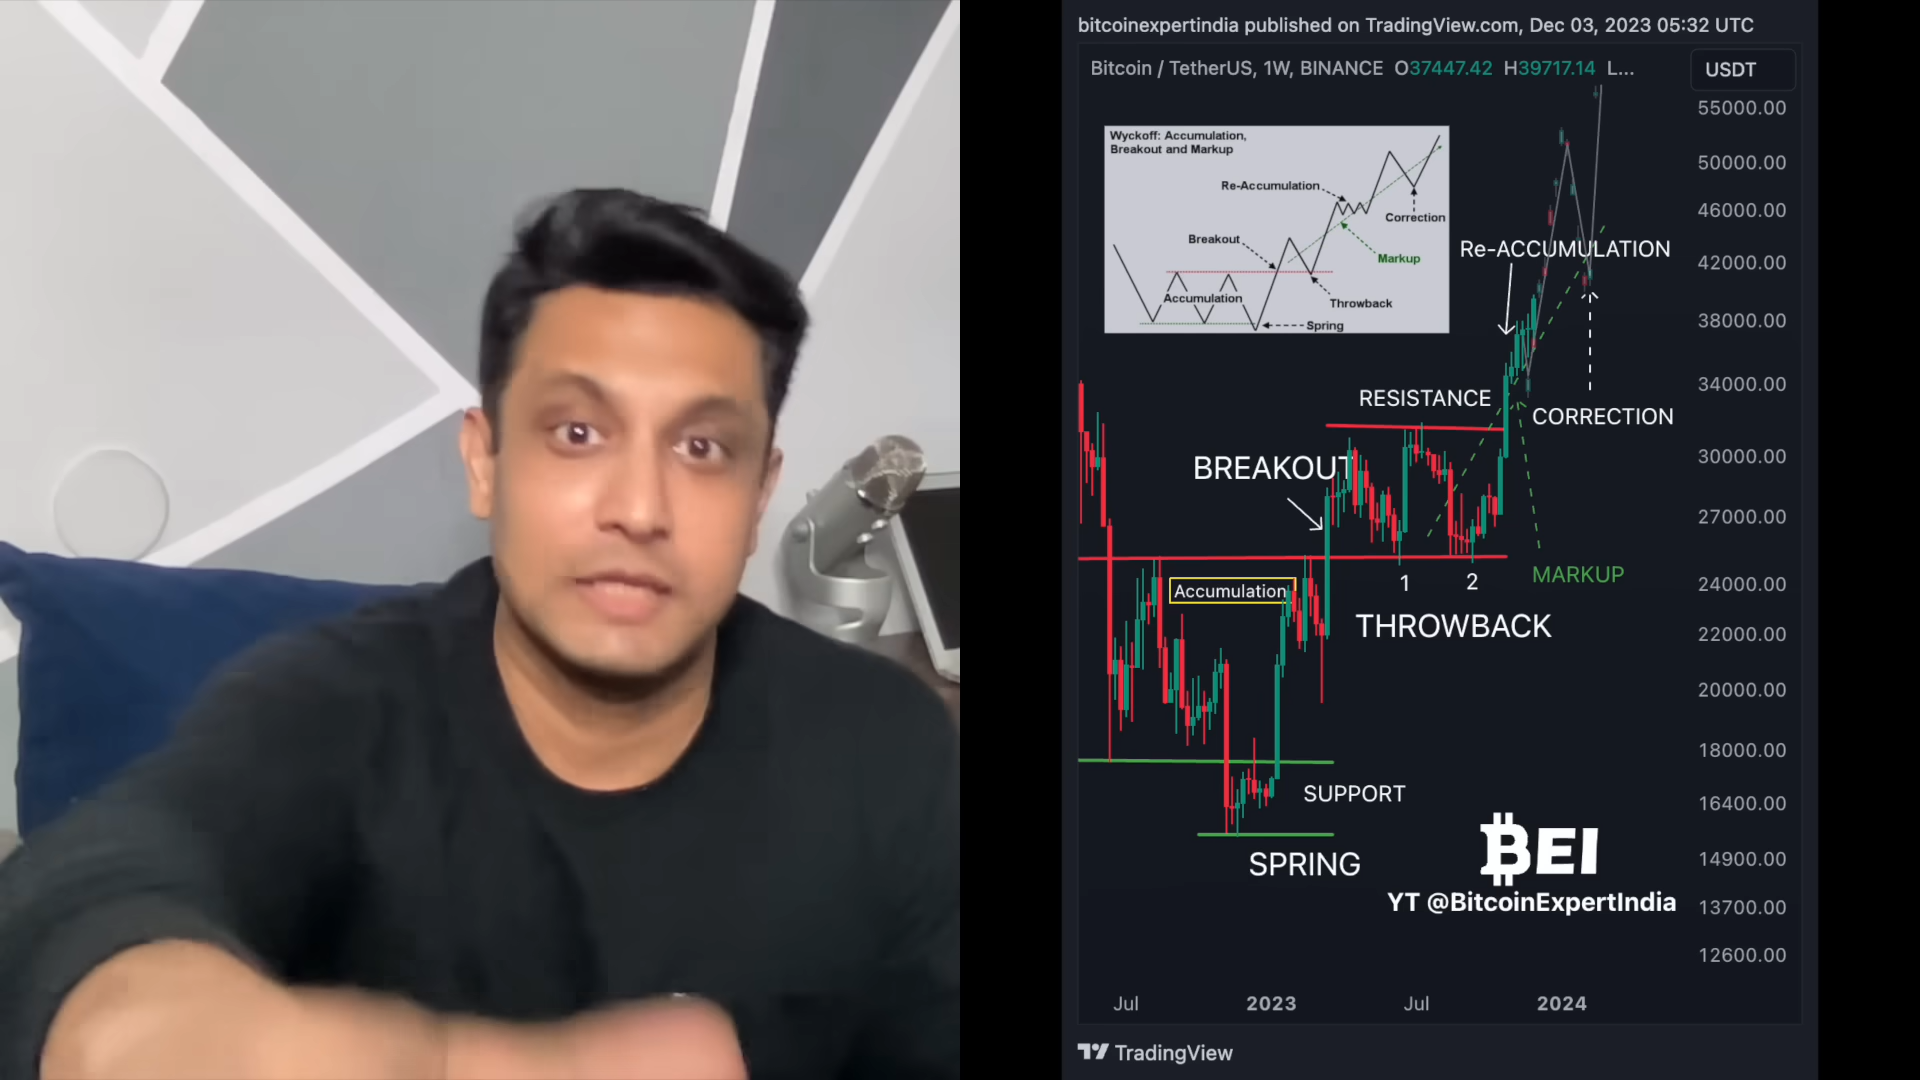 bitcoinexpertindia published on TradingView.com, Dec 03, 2023 05:32 UTC
Bitcoin / TetherUS, 1W, BINANCE O37447.42 H39717.14 L...
USDT
55000.00
50000.00
46000.00
42000.00
38000.00
34000.00
30000.00
27000.00
24000.00
22000.00
20000.00
18000.00
16400.00
14900.00
13700.00
12600.00
Wyckoff: Accumulation,
Breakout and Markup
Re-Accumulation
Correction
Breakout
Markup
Accumulation
Throwback
Spring
Re-ACCUMULATION
RESISTANCE
CORRECTION
BREAKOUT
Accumulation
1
2
MARKUP
THROWBACK
SUPPORT
SPRING
BEI
YT @BitcoinExpertIndia
Jul
2023
Jul
2024
TradingView